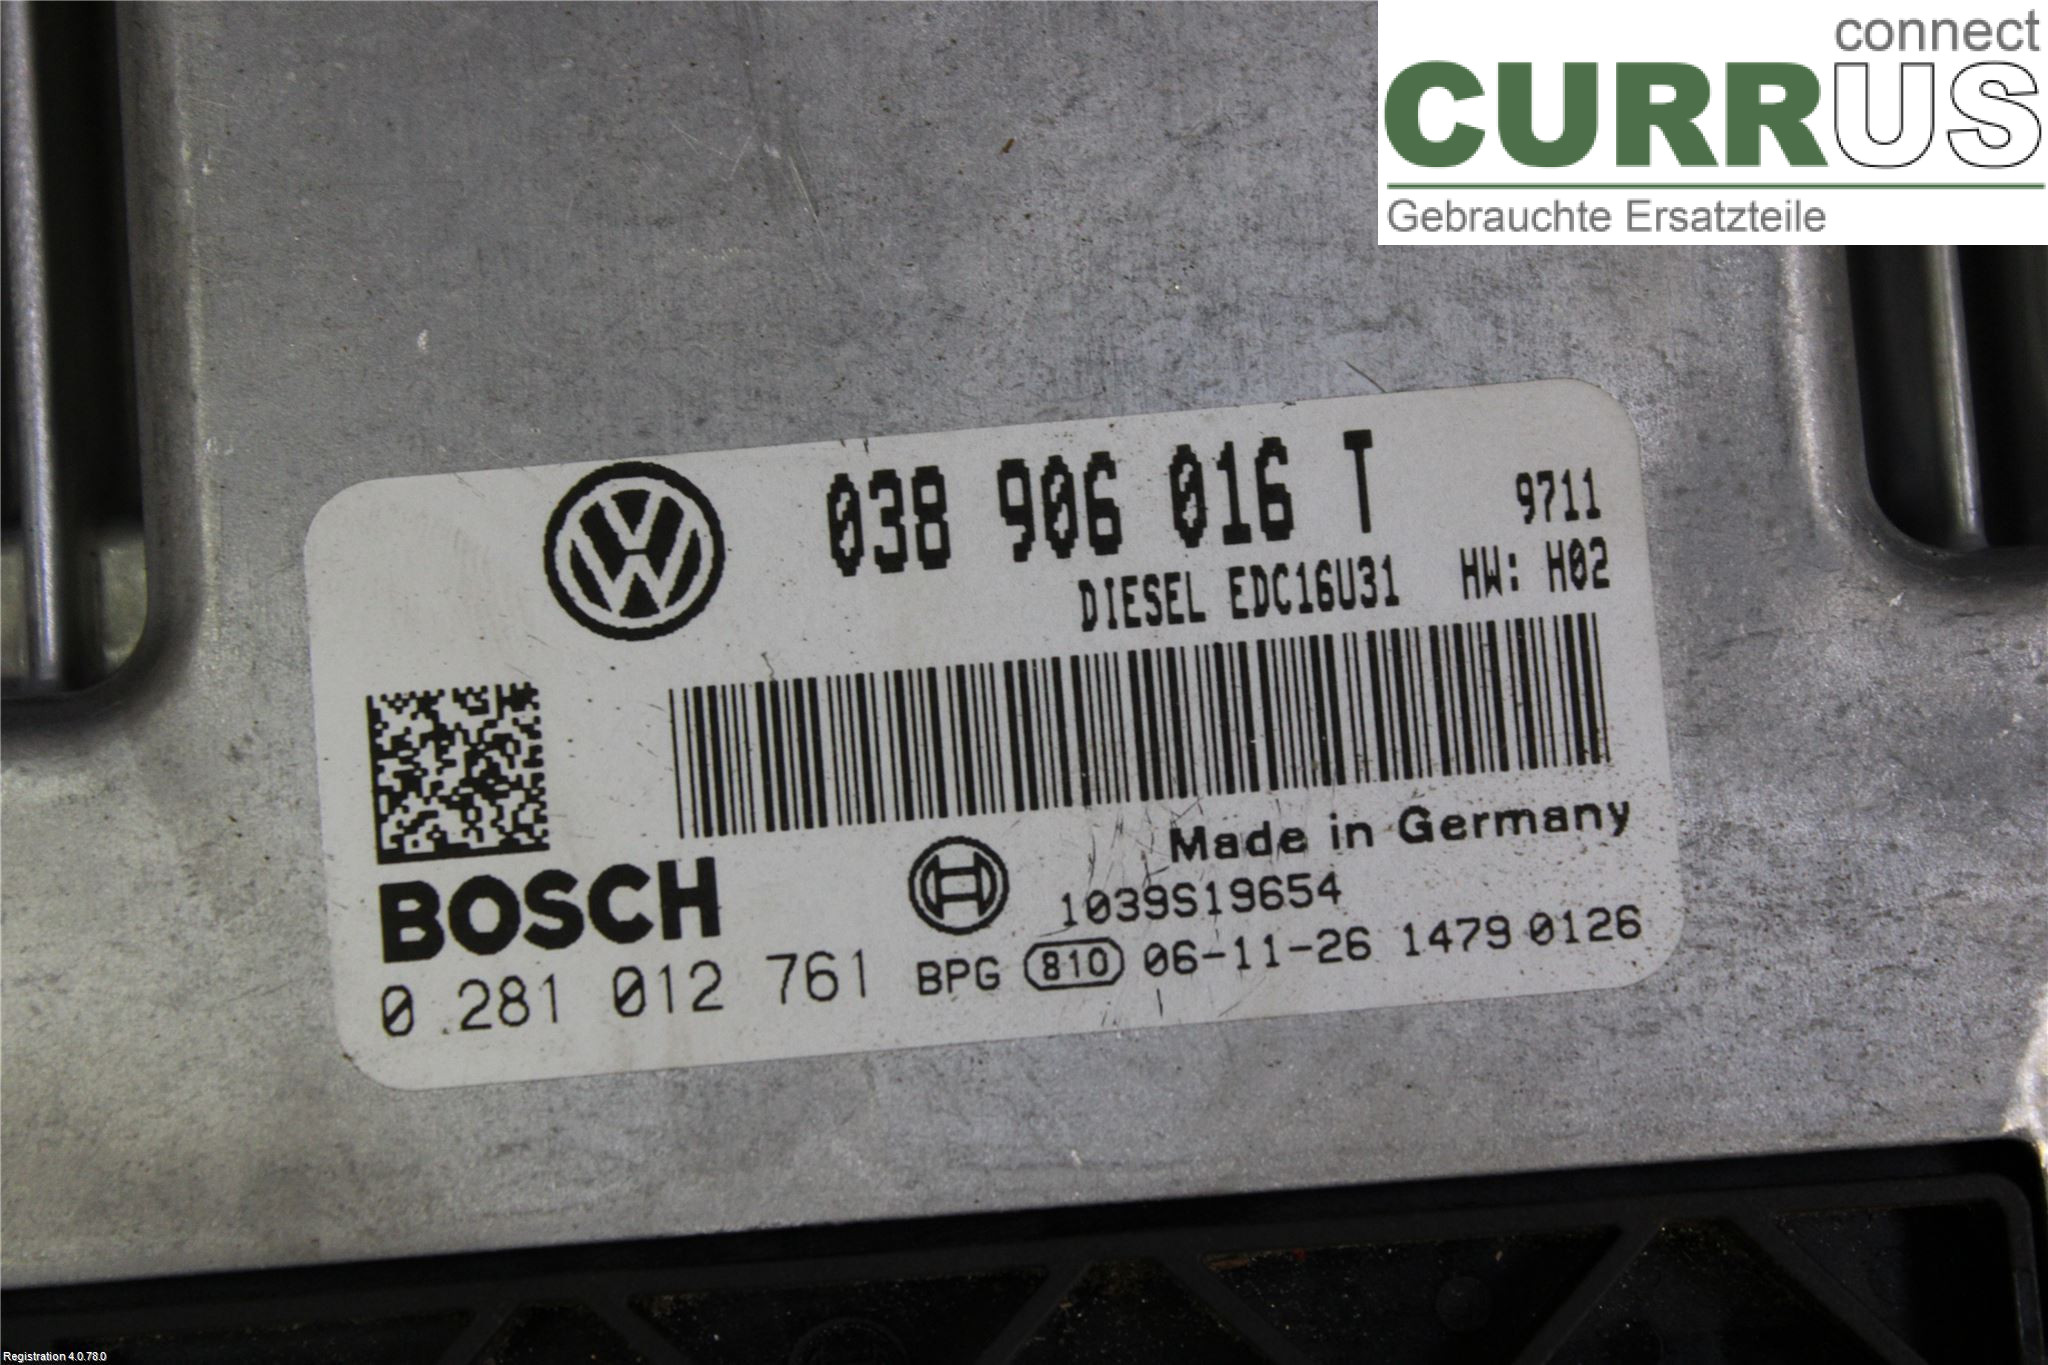 connect
CURRUS
Gebrauchte Ersatzteile
038 906 016 T
9711
DIESEL EDC16U31 HW: H02
Made in Germany
BOSCH
1039S19654
0 281 012 761 BPG 810 06-11-26 1479 0126
Registration 4.0.78.0